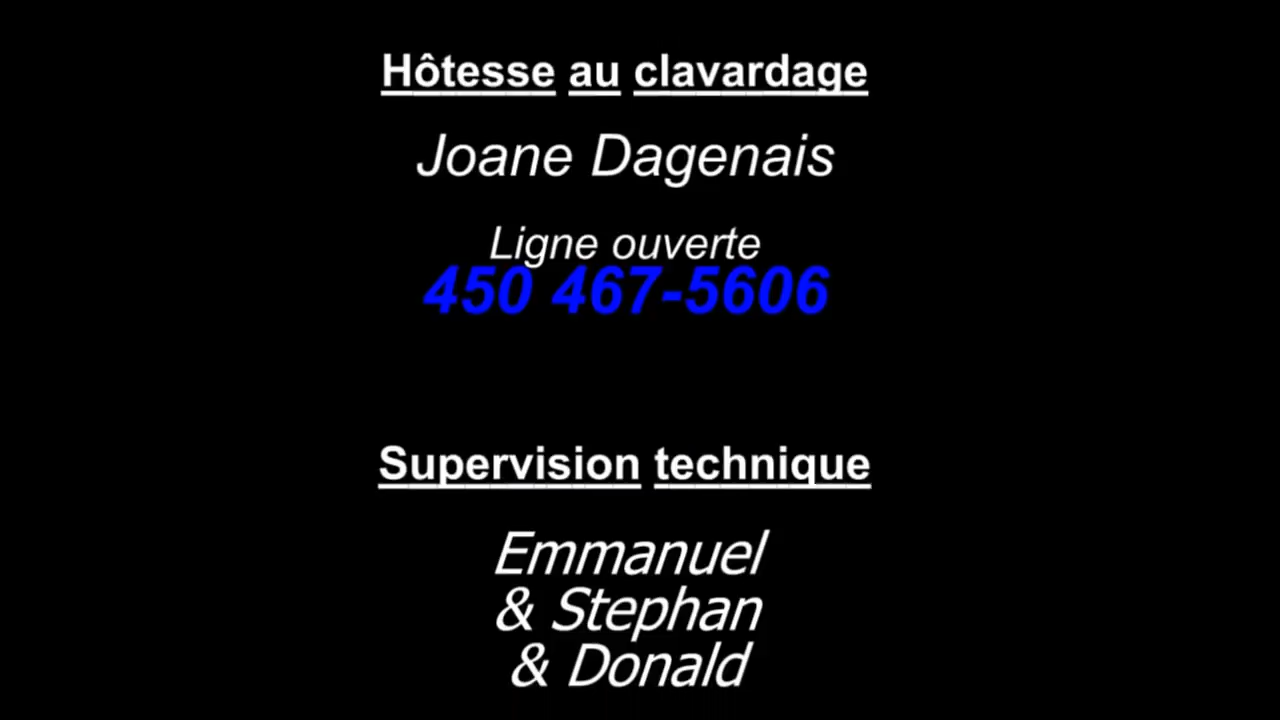 Hôtesse au clavardage
Joane Dagenais
Ligne ouverte
450 467-5606
Supervision technique
Emmanuel
& Stephan
& Donald